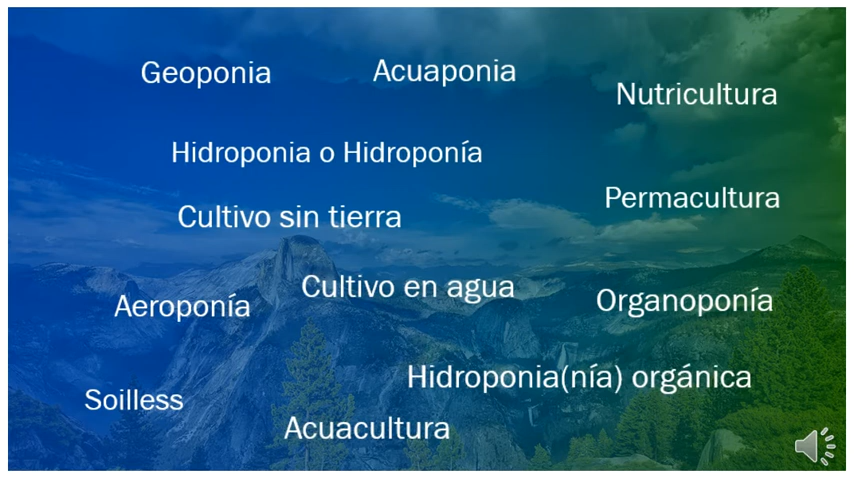 Geoponia
Acuaponia
Nutricultura
Hidroponia o Hidroponía
Permacultura
Cultivo sin tierra
Cultivo en agua
Aeroponía
Organoponía
Hidroponia(nía) orgánica
Soilless
Acuacultura